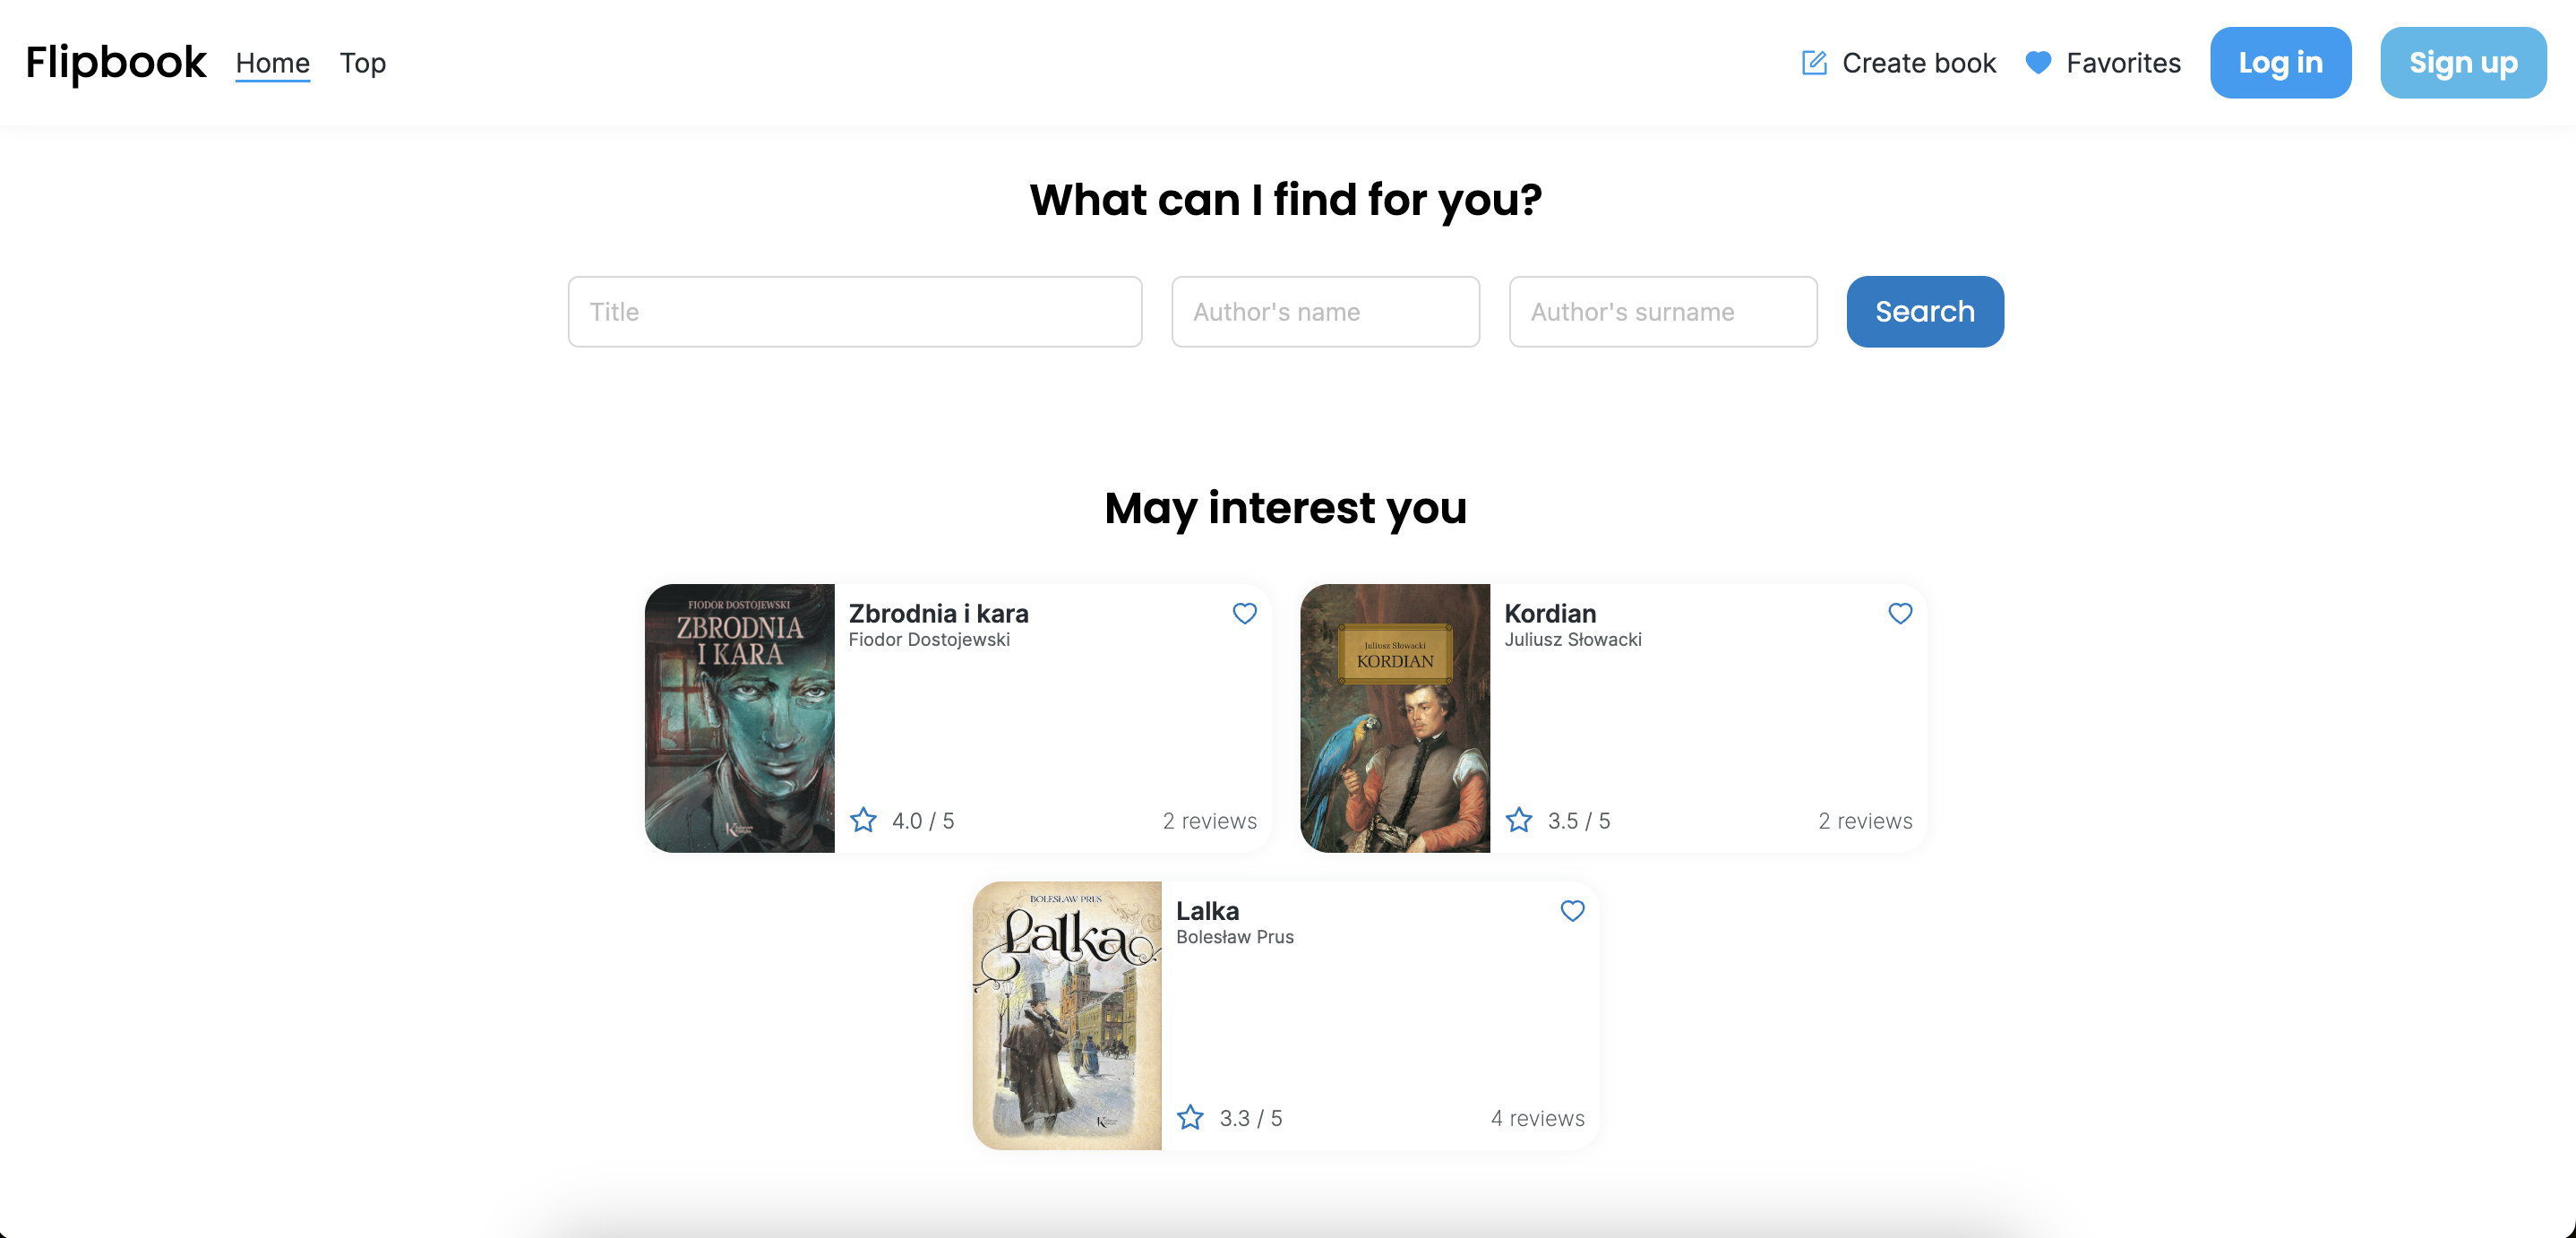 Flipbook Home Top Create book Favorites Log in Sign up
What can I find for you?
Title Author's name Author's surname Search
May interest you
FIODOR DOSTOJEWSKI
ZBRODNIA
I KARA
Zbrodnia i kara
Fiodor Dostojewski
4.0 / 5 2 reviews
Juliusz Słowacki
KORDIAN
Kordian
Juliusz Słowacki
3.5 / 5 2 reviews
BOLESŁAW PRUS
Lalka
Lalka
Bolesław Prus
3.3 / 5 4 reviews